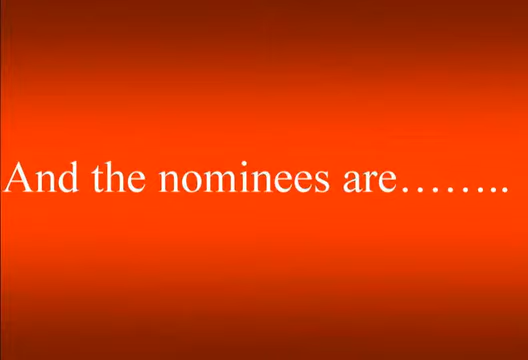 And the nominees are……..